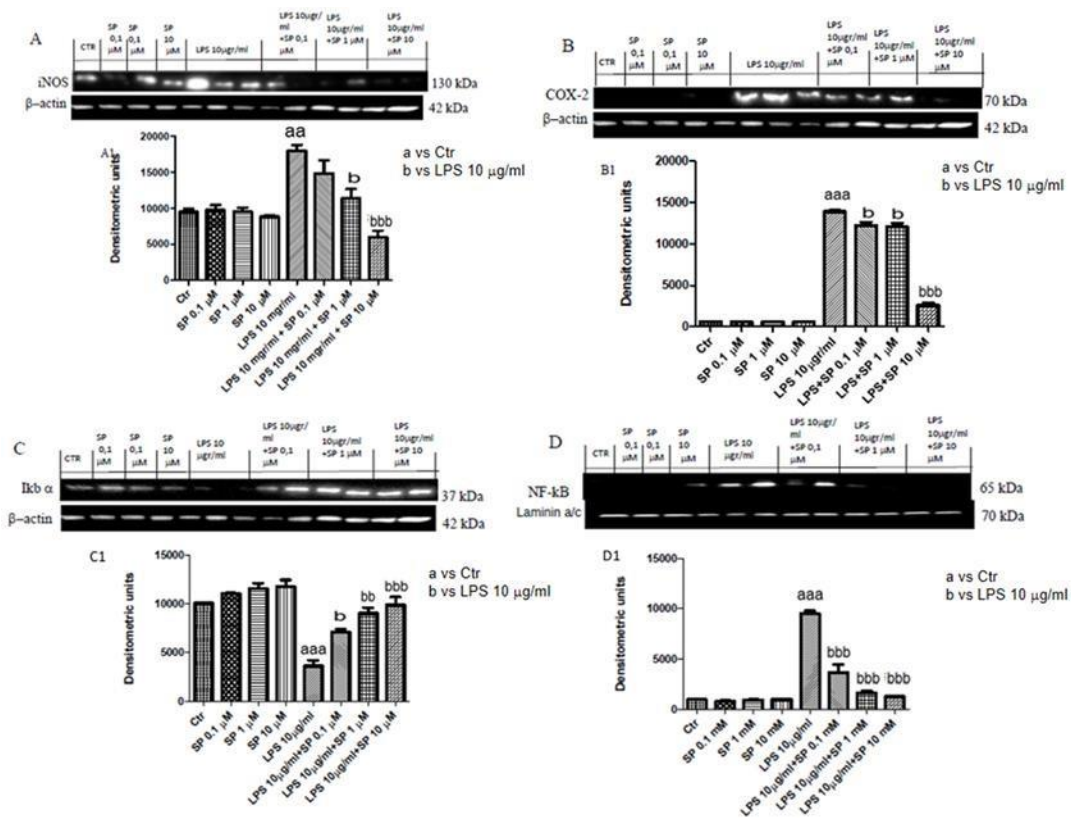 A
CTR
SP 0,1 µM
SP 0,1 µM
SP 10 µM
LPS 10µgr/ml
LPS 10µgr/ml +SP 0,1 µM
LPS 10µgr/ml +SP 1 µM
LPS 10µgr/ml +SP 10 µM
iNOS
130 kDa
β–actin
42 kDa
A1
Densitometric units
20000
15000
10000
5000
0
aa
b
bbb
a vs Ctr
b vs LPS 10 µg/ml
Ctr
SP 0.1 µM
SP 1 µM
SP 10 µM
LPS 10 mgr/ml
LPS 10 mgr/ml + SP 0.1 µM
LPS 10 mgr/ml + SP 1 µM
LPS 10 mgr/ml + SP 10 µM
B
CTR
SP 0,1 µM
SP 0,1 µM
SP 10 µM
LPS 10µgr/ml
LPS 10µgr/ml +SP 0,1 µM
LPS 10µgr/ml +SP 1 µM
LPS 10µgr/ml +SP 10 µM
COX-2
70 kDa
β–actin
42 kDa
B1
Densitometric units
20000
15000
10000
5000
0
aaa
b
b
bbb
a vs Ctr
b vs LPS 10 µg/ml
Ctr
SP 0.1 µM
SP 1 µM
SP 10 µM
LPS 10µgr/ml
LPS+SP 0.1 µM
LPS+SP 1 µM
LPS+SP 10 µM
C
CTR
SP 0,1 µM
SP 0,1 µM
SP 10 µM
LPS 10 µgr/ml
LPS 10µgr/ml +SP 0,1 µM
LPS 10µgr/ml +SP 1 µM
LPS 10µgr/ml +SP 10 µM
Ikb α
37 kDa
β–actin
42 kDa
C1
Densitometric units
15000
10000
5000
0
aaa
b
bb
bbb
a vs Ctr
b vs LPS 10 µg/ml
Ctr
SP 0.1 µM
SP 1 µM
SP 10 µM
LPS 10µg/ml
LPS 10µg/ml+SP 0.1 µM
LPS 10µg/ml+SP 1 µM
LPS 10µg/ml+SP 10 µM
D
CTR
SP 0,1 µM
SP 0,1 µM
SP 10 µM
LPS 10 µgr/ml
LPS 10µgr/ml +SP 0,1 µM
LPS 10µgr/ml +SP 1 µM
LPS 10µgr/ml +SP 10 µM
NF-kB
65 kDa
Laminin a/c
70 kDa
D1
Densitometric units
15000
10000
5000
0
aaa
bbb
bbb
bbb
a vs Ctr
b vs LPS 10 µg/ml
Ctr
SP 0.1 mM
SP 1 mM
SP 10 mM
LPS 10µg/ml
LPS 10µg/ml+SP 0.1 mM
LPS 10µg/ml+SP 1 mM
LPS 10µg/ml+SP 10 mM